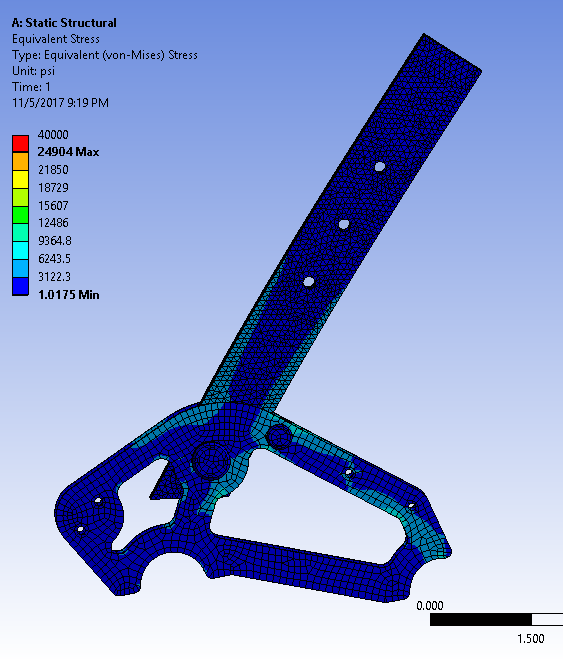 A: Static Structural
Equivalent Stress
Type: Equivalent (von-Mises) Stress
Unit: psi
Time: 1
11/5/2017 9:19 PM
40000
24904 Max
21850
18729
15607
12486
9364.8
6243.5
3122.3
1.0175 Min
0.000
1.500